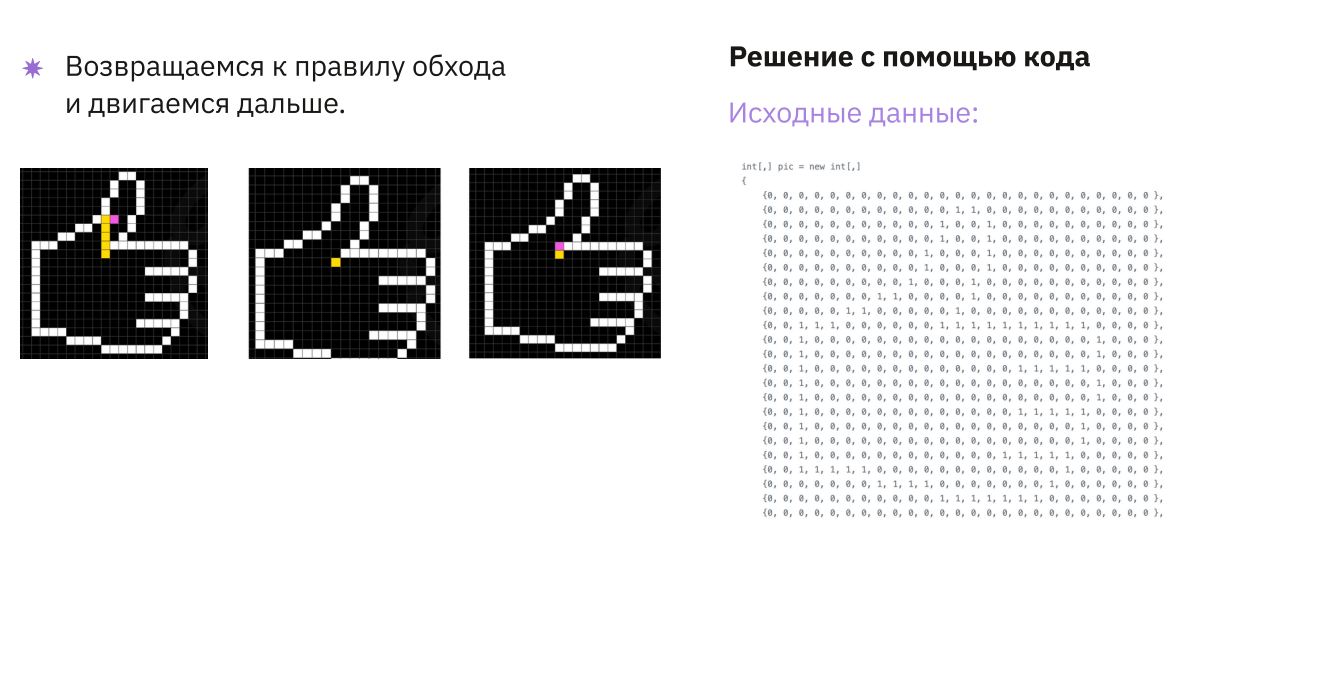 Возвращаемся к правилу обхода
и двигаемся дальше.
Решение с помощью кода
Исходные данные:
int[,] pic = new int[,]
{
{0, 0, 0, 0, 0, 0, 0, 0, 0, 0, 0, 0, 0, 0, 0, 0, 0, 0, 0, 0, 0, 0, 0, 0, 0 },
{0, 0, 0, 0, 0, 0, 0, 0, 0, 0, 0, 0, 1, 1, 0, 0, 0, 0, 0, 0, 0, 0, 0, 0, 0 },
{0, 0, 0, 0, 0, 0, 0, 0, 0, 0, 0, 1, 0, 0, 1, 0, 0, 0, 0, 0, 0, 0, 0, 0, 0 },
{0, 0, 0, 0, 0, 0, 0, 0, 0, 0, 0, 1, 0, 0, 1, 0, 0, 0, 0, 0, 0, 0, 0, 0, 0 },
{0, 0, 0, 0, 0, 0, 0, 0, 0, 0, 1, 0, 0, 0, 1, 0, 0, 0, 0, 0, 0, 0, 0, 0, 0 },
{0, 0, 0, 0, 0, 0, 0, 0, 0, 0, 1, 0, 0, 0, 1, 0, 0, 0, 0, 0, 0, 0, 0, 0, 0 },
{0, 0, 0, 0, 0, 0, 0, 0, 0, 1, 0, 0, 0, 1, 0, 0, 0, 0, 0, 0, 0, 0, 0, 0, 0 },
{0, 0, 0, 0, 0, 0, 0, 1, 1, 0, 0, 0, 0, 1, 0, 0, 0, 0, 0, 0, 0, 0, 0, 0, 0 },
{0, 0, 0, 0, 0, 1, 1, 0, 0, 0, 0, 0, 1, 0, 0, 0, 0, 0, 0, 0, 0, 0, 0, 0, 0 },
{0, 0, 1, 1, 1, 0, 0, 0, 0, 0, 0, 1, 1, 1, 1, 1, 1, 1, 1, 1, 1, 0, 0, 0, 0 },
{0, 0, 1, 0, 0, 0, 0, 0, 0, 0, 0, 0, 0, 0, 0, 0, 0, 0, 0, 0, 0, 1, 0, 0, 0 },
{0, 0, 1, 0, 0, 0, 0, 0, 0, 0, 0, 0, 0, 0, 0, 0, 0, 0, 0, 0, 0, 1, 0, 0, 0 },
{0, 0, 1, 0, 0, 0, 0, 0, 0, 0, 0, 0, 0, 0, 0, 0, 1, 1, 1, 1, 1, 0, 0, 0, 0 },
{0, 0, 1, 0, 0, 0, 0, 0, 0, 0, 0, 0, 0, 0, 0, 0, 0, 0, 0, 0, 0, 1, 0, 0, 0 },
{0, 0, 1, 0, 0, 0, 0, 0, 0, 0, 0, 0, 0, 0, 0, 0, 0, 0, 0, 0, 0, 1, 0, 0, 0 },
{0, 0, 1, 0, 0, 0, 0, 0, 0, 0, 0, 0, 0, 0, 0, 0, 1, 1, 1, 1, 1, 0, 0, 0, 0 },
{0, 0, 1, 0, 0, 0, 0, 0, 0, 0, 0, 0, 0, 0, 0, 0, 0, 0, 0, 0, 1, 0, 0, 0, 0 },
{0, 0, 1, 0, 0, 0, 0, 0, 0, 0, 0, 0, 0, 0, 0, 0, 0, 0, 0, 0, 1, 0, 0, 0, 0 },
{0, 0, 1, 0, 0, 0, 0, 0, 0, 0, 0, 0, 0, 0, 0, 1, 1, 1, 1, 1, 0, 0, 0, 0, 0 },
{0, 0, 1, 1, 1, 1, 1, 0, 0, 0, 0, 0, 0, 0, 0, 0, 0, 0, 0, 1, 0, 0, 0, 0, 0 },
{0, 0, 0, 0, 0, 0, 0, 1, 1, 1, 1, 0, 0, 0, 0, 0, 0, 0, 1, 0, 0, 0, 0, 0, 0 },
{0, 0, 0, 0, 0, 0, 0, 0, 0, 0, 0, 1, 1, 1, 1, 1, 1, 1, 0, 0, 0, 0, 0, 0, 0 },
{0, 0, 0, 0, 0, 0, 0, 0, 0, 0, 0, 0, 0, 0, 0, 0, 0, 0, 0, 0, 0, 0, 0, 0, 0 },